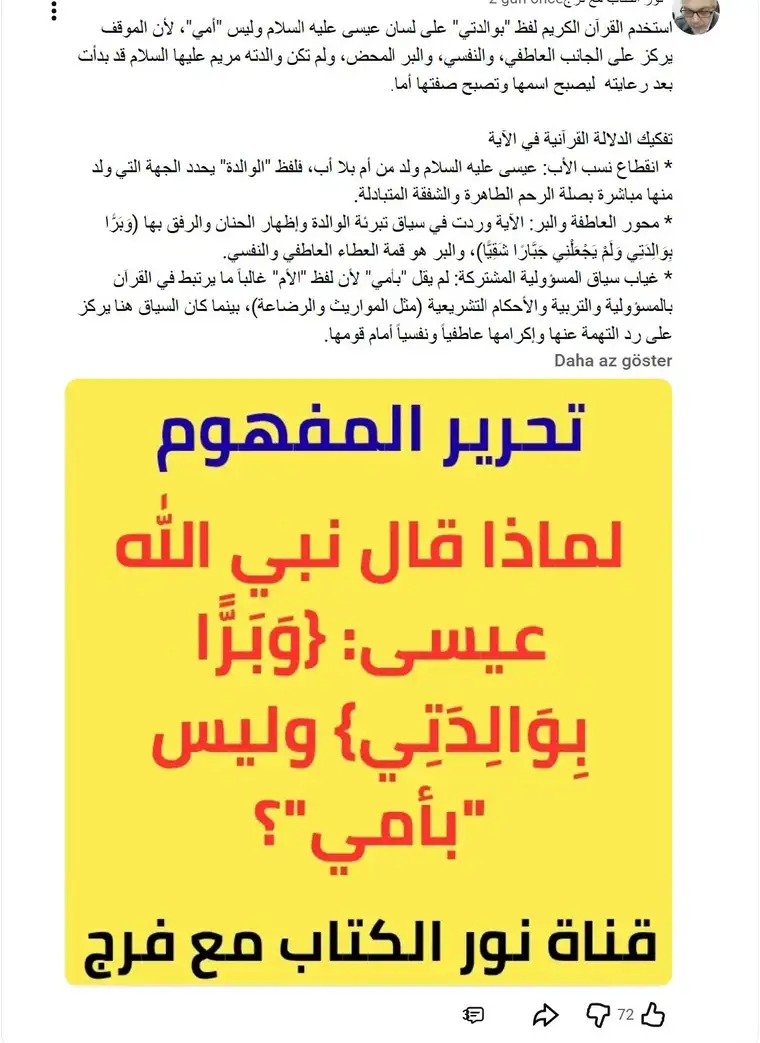 2 gün önce
استخدم القرآن الكريم لفظ "بوالدتي" على لسان عيسى عليه السلام وليس "أمي"، لأن الموقف
يركز على الجانب العاطفي، والنفسي، والبر المحض، ولم تكن والدته مريم عليها السلام قد بدأت
بعد رعايته ليصبح اسمها وتصبح صفتها أما.
تفكيك الدلالة القرآنية في الآية
* انقطاع نسب الأب: عيسى عليه السلام ولد من أم بلا أب، فلفظ "الوالدة" يحدد الجهة التي ولد
منها مباشرة بصلة الرحم الطاهرة والشفقة المتبادلة.
* محور العاطفة والبر: الآية وردت في سياق تبرئة الوالدة وإظهار الحنان والرفق بها (وَبَرًّا
بِوَالِدَتِي وَلَمْ يَجْعَلْنِي جَبَّارًا شَقِيًّا)، والبر هو قمة العطاء العاطفي والنفسي.
* غياب سياق المسؤولية المشتركة: لم يقل "بأمي" لأن لفظ "الأم" غالباً ما يرتبط في القرآن
بالمسؤولية والتربية والأحكام التشريعية (مثل المواريث والرضاعة)، بينما كان السياق هنا يركز
على رد التهمة عنها وإكرامها عاطفياً ونفسياً أمام قومها.
Daha az göster
تحرير المفهوم
لماذا قال نبي الله
عيسى: {وَبَرًّا
بِوَالِدَتِي} وليس
"بأمي"؟
قناة نور الكتاب مع فرج
72
3